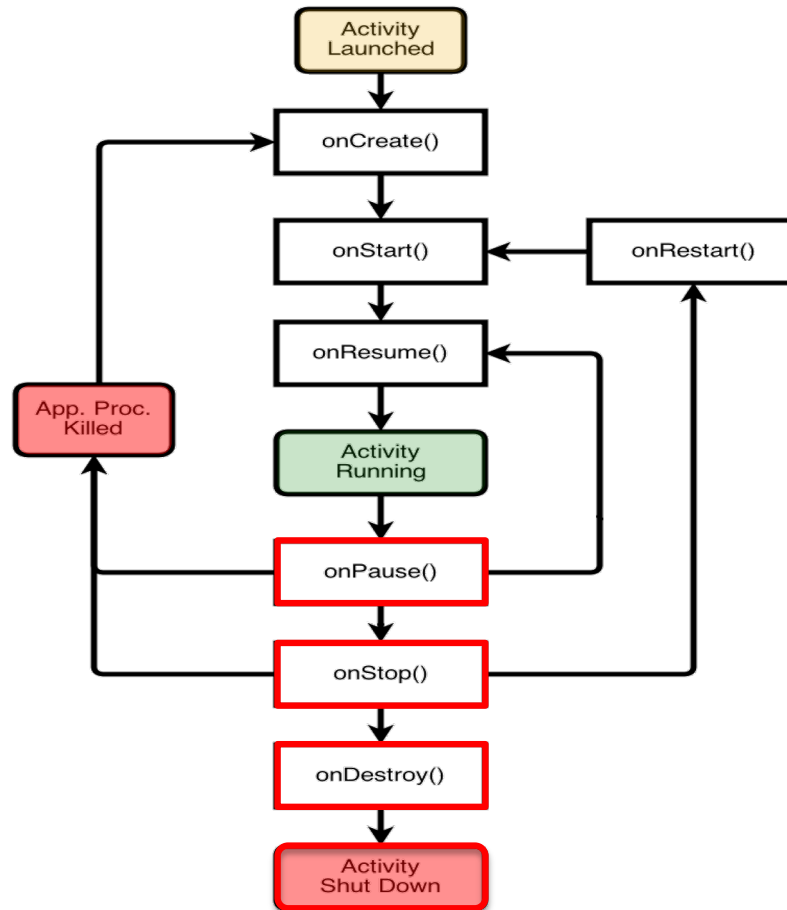 Activity
Launched
onCreate()
onStart()
onRestart()
onResume()
App. Proc.
Killed
Activity
Running
onPause()
onStop()
onDestroy()
Activity
Shut Down